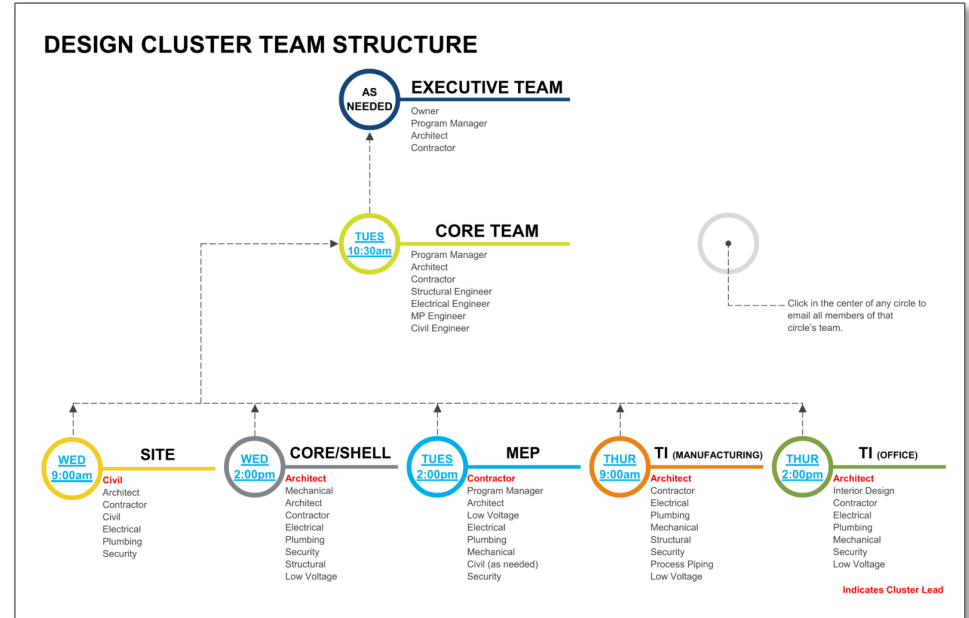 DESIGN CLUSTER TEAM STRUCTURE
AS
NEEDED
EXECUTIVE TEAM
Owner
Program Manager
Architect
Contractor
TUES
10:30am
CORE TEAM
Program Manager
Architect
Contractor
Structural Engineer
Electrical Engineer
MP Engineer
Civil Engineer
Click in the center of any circle to
email all members of that
circle's team.
WED
9:00am
SITE
Civil
Architect
Contractor
Civil
Electrical
Plumbing
Security
WED
2:00pm
CORE/SHELL
Architect
Mechanical
Architect
Contractor
Electrical
Plumbing
Security
Structural
Low Voltage
TUES
2:00pm
MEP
Contractor
Program Manager
Architect
Low Voltage
Electrical
Plumbing
Mechanical
Civil (as needed)
Security
THUR
9:00am
TI (MANUFACTURING)
Architect
Contractor
Electrical
Plumbing
Mechanical
Structural
Security
Process Piping
Low Voltage
THUR
2:00pm
TI (OFFICE)
Architect
Interior Design
Contractor
Electrical
Plumbing
Mechanical
Security
Low Voltage
Indicates Cluster Lead